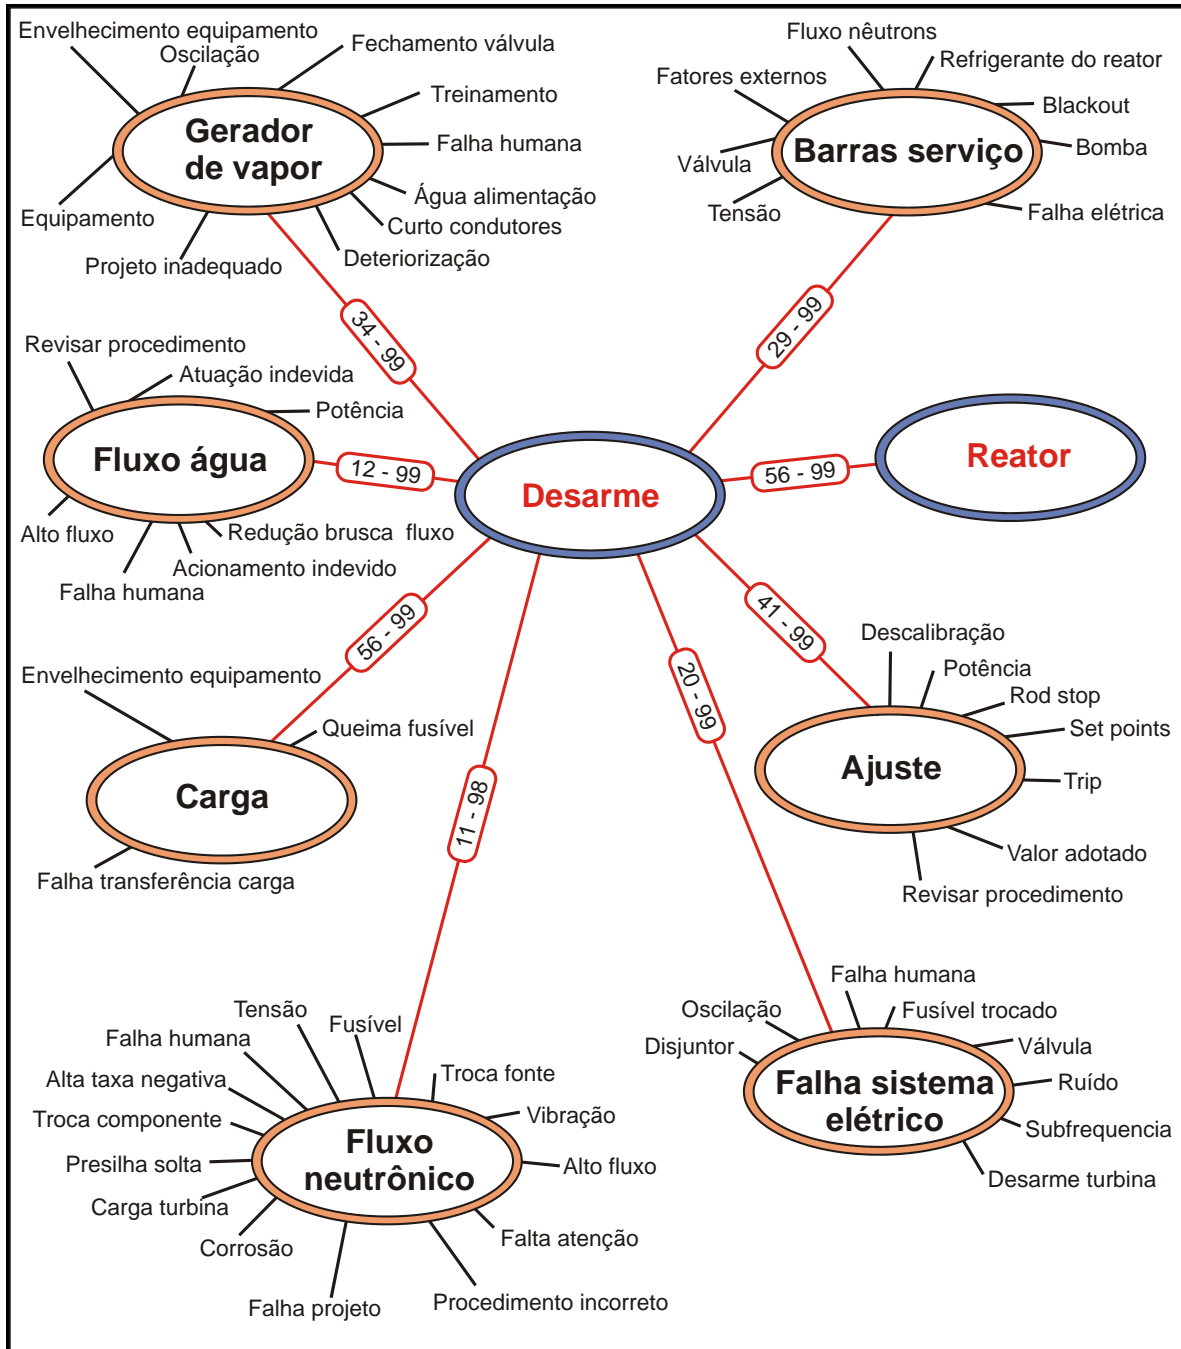 Envelhecimento equipamento
Oscilação
Fechamento válvula
Treinamento
Falha humana
Água alimentação
Curto condutores
Deteriorização
Projeto inadequado
Equipamento
Gerador
de vapor
Fluxo nêutrons
Refrigerante do reator
Fatores externos
Blackout
Bomba
Válvula
Tensão
Falha elétrica
Barras serviço
34 - 99
29 - 99
Revisar procedimento
Atuação indevida
Potência
Fluxo água
Alto fluxo
Redução brusca  fluxo
Acionamento indevido
Falha humana
12 - 99
Desarme
56 - 99
Reator
56 - 99
41 - 99
20 - 99
11 - 98
Envelhecimento equipamento
Queima fusível
Carga
Falha transferência carga
Descalibração
Potência
Rod stop
Set points
Trip
Ajuste
Valor adotado
Revisar procedimento
Tensão
Fusível
Falha humana
Troca fonte
Alta taxa negativa
Vibração
Troca componente
Presilha solta
Alto fluxo
Carga turbina
Corrosão
Falta atenção
Falha projeto
Procedimento incorreto
Fluxo
neutrônico
Falha humana
Oscilação
Fusível trocado
Disjuntor
Válvula
Ruído
Subfrequencia
Desarme turbina
Falha sistema
elétrico